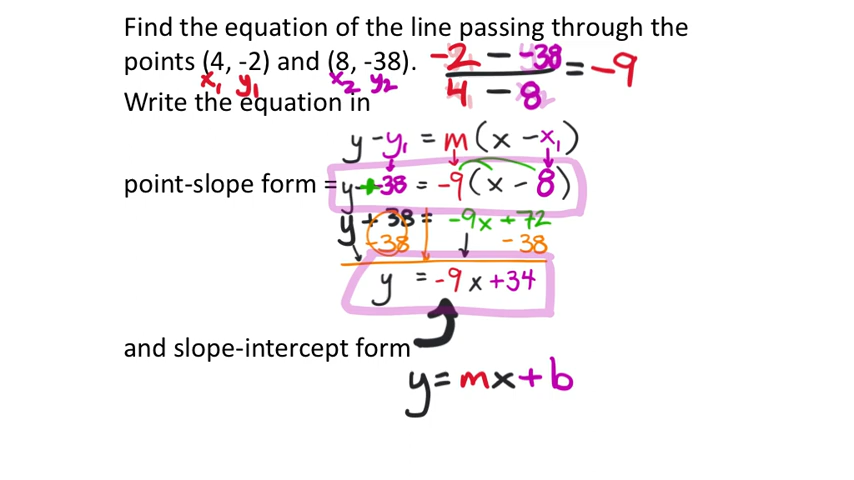 Find the equation of the line passing through the
points (4, -2) and (8, -38).
x₁ y₁ x₂ y₂
-2 - -38 / 4 - 8 = -9
Write the equation in
y - y₁ = m(x - x₁)
point-slope form = y + 38 = -9(x - 8)
y + 38 = -9x + 72
-38 - 38
y = -9x + 34
and slope-intercept form
y = mx + b